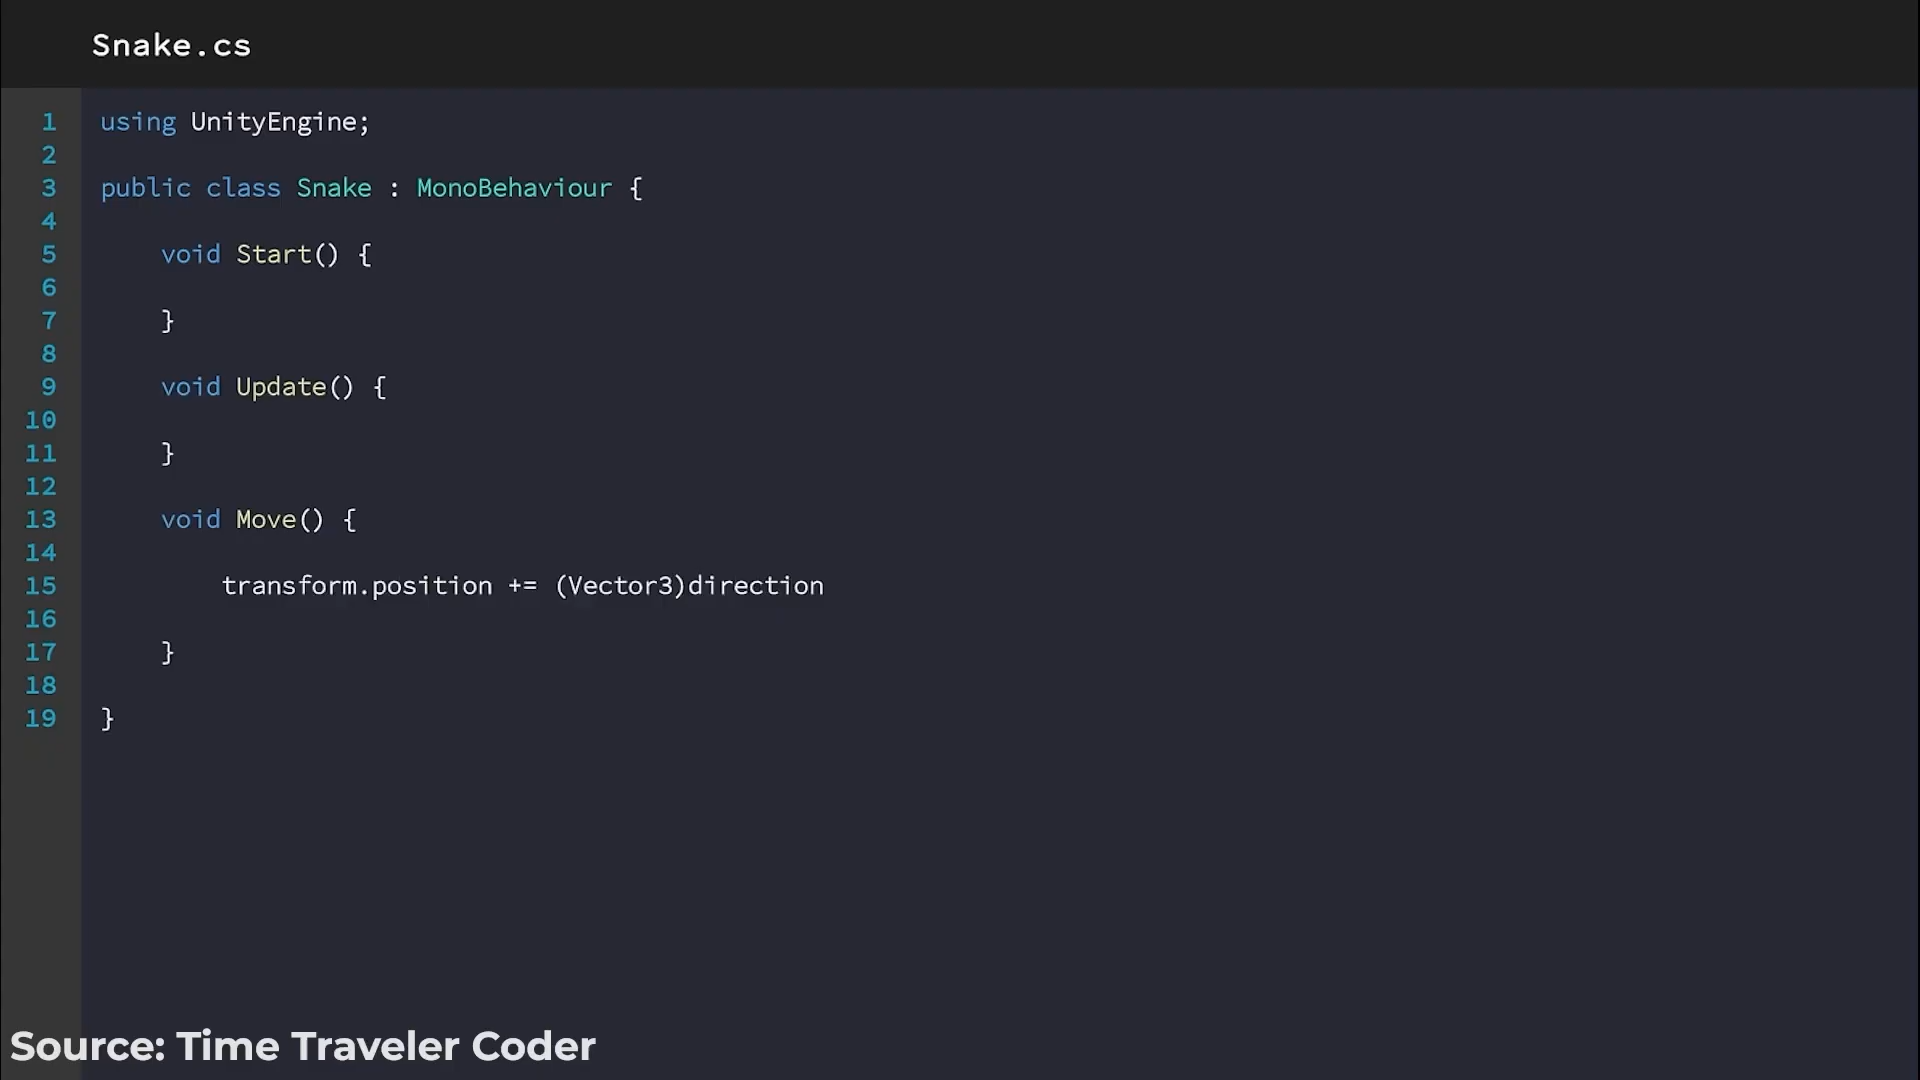 Snake.cs
1 using UnityEngine;
2
3 public class Snake : MonoBehaviour {
4
5     void Start() {
6
7     }
8
9     void Update() {
10
11     }
12
13     void Move() {
14
15         transform.position += (Vector3)direction
16
17     }
18
19 }
Source: Time Traveler Coder